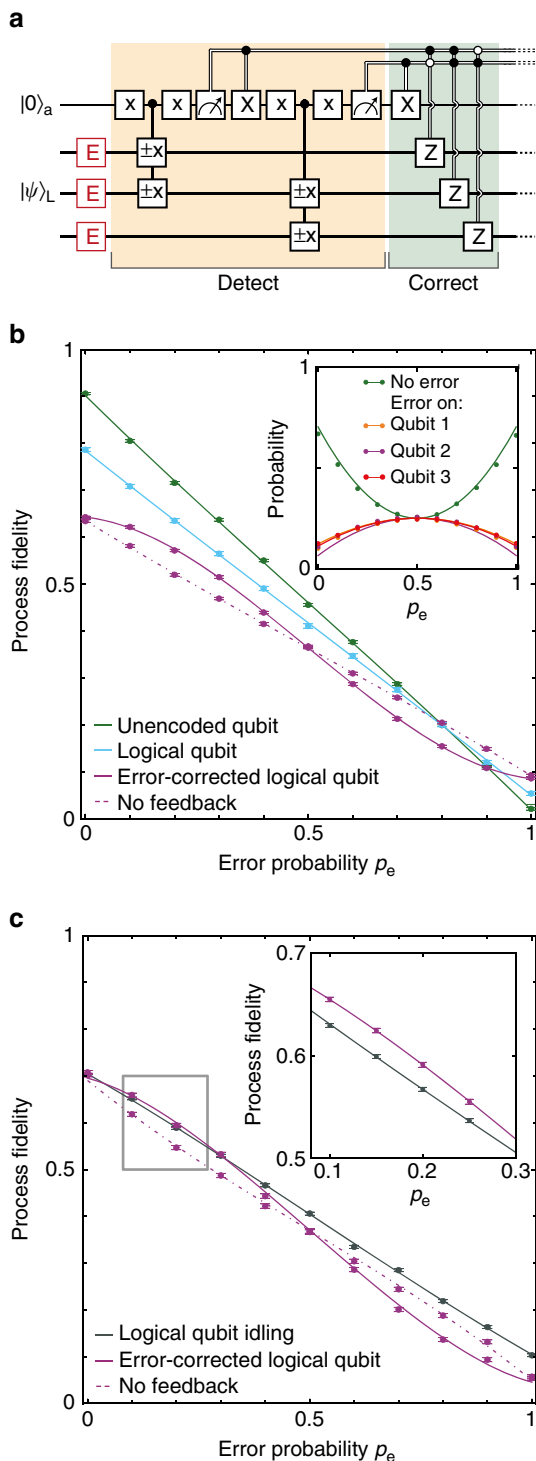 a
|0⟩a x x X x x X
±x Z
|ψ⟩L E ±x ±x Z
E ±x Z
E
Detect Correct
b
1
0.5
0
Process fidelity
0 0.5 1
Error probability pe
Unencoded qubit
Logical qubit
Error-corrected logical qubit
No feedback
1
0
Probability
0 0.5 1
pe
No error
Error on:
Qubit 1
Qubit 2
Qubit 3
c
1
0.5
0
Process fidelity
0 0.5 1
Error probability pe
Logical qubit idling
Error-corrected logical qubit
No feedback
0.7
0.6
0.5
Process fidelity
0.1 0.2 0.3
pe